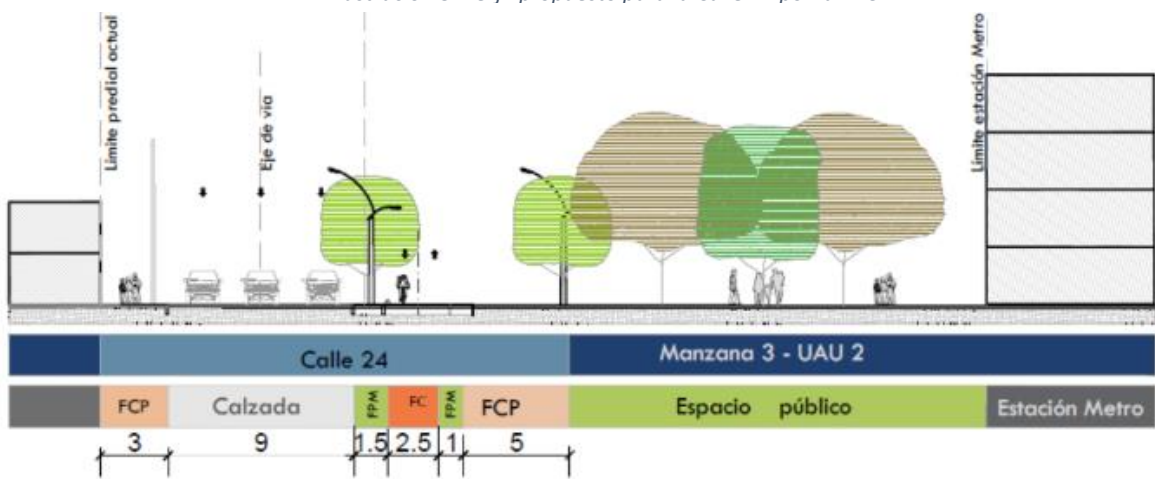 Límite predial actual
Eje de vía
Límite estación Metro
Calle 24
Manzana 3 - UAU 2
FCP
Calzada
FPM
FC
FPM
FCP
Espacio público
Estación Metro
3
9
1.5
2.5
1
5